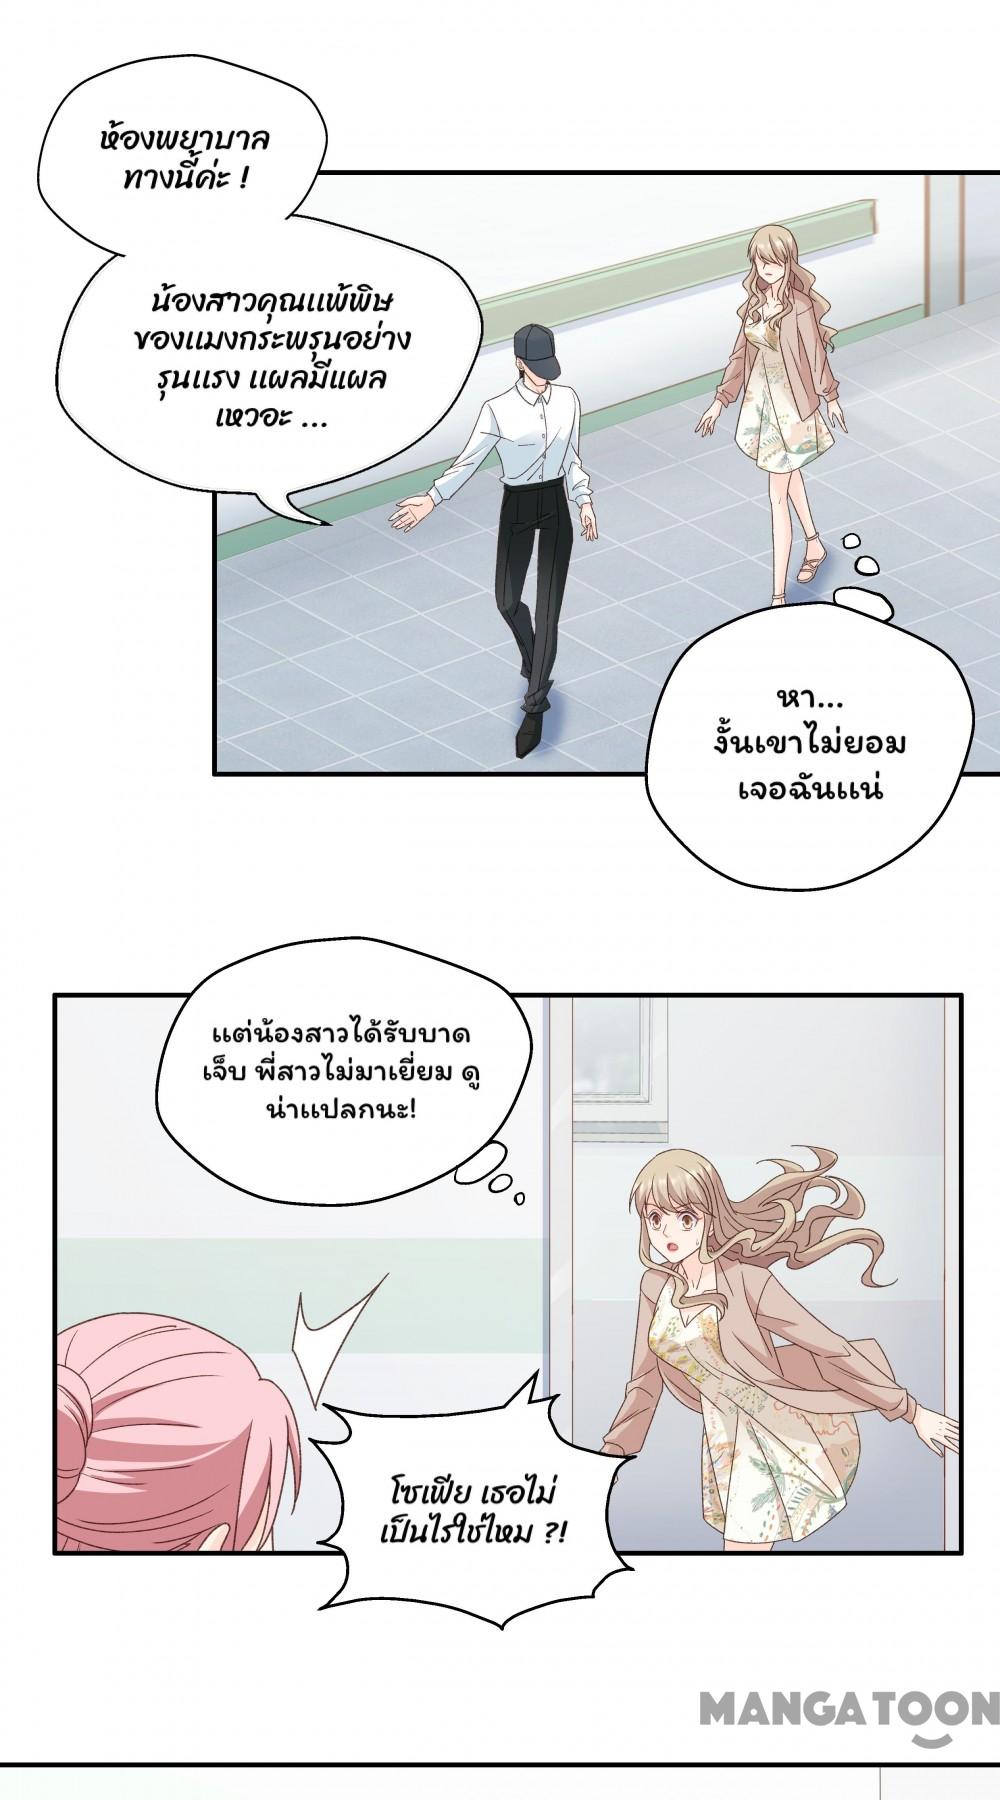 ห้องพยาบาล
ทางนี้ค่ะ !
น้องสาวคุณแพ้พิษ
ของแมงกระพรุนอย่าง
รุนแรง แผลมีแผล
เหวอะ ...
หา...
งั้นเขาไม่ยอม
เจอฉันแน่
แต่น้องสาวได้รับบาด
เจ็บ พี่สาวไม่มาเยี่ยม ดู
น่าแปลกนะ!
โซเฟีย เธอไม่
เป็นไรใช่ไหม ?!
MANGATOON